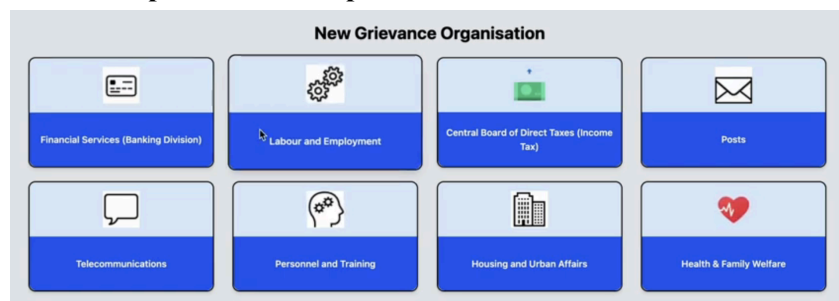 New Grievance Organisation
Financial Services (Banking Division)
Labour and Employment
Central Board of Direct Taxes (Income
Tax)
Posts
Telecommunications
Personnel and Training
Housing and Urban Affairs
Health & Family Welfare